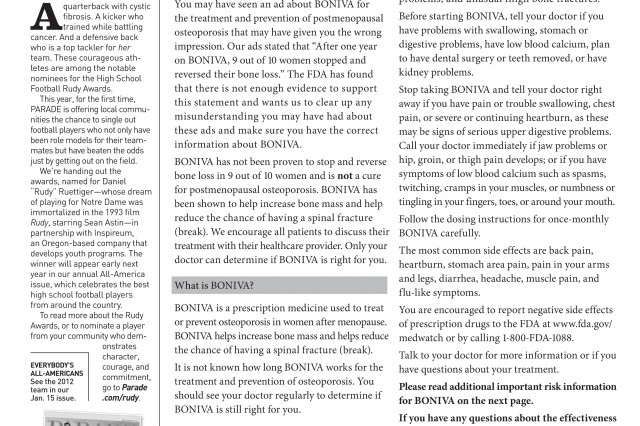 A quarterback with cystic
fibrosis. A kicker who
trained while battling
cancer. And a defensive back
who is a top tackler for her
team. These courageous ath-
letes are among the notable
nominees for the High School
Football Rudy Awards.
This year, for the first time,
PARADE is offering local commu-
nities the chance to single out
football players who not only have
been role models for their team-
mates but have beaten the odds
just by getting out on the field.
We're handing out the
awards, named for Daniel
"Rudy" Ruettiger—whose dream
of playing for Notre Dame was
immortalized in the 1993 film
Rudy, starring Sean Astin—in
partnership with Inspireum,
an Oregon-based company that
develops youth programs. The
winner will appear early next
year in our annual All-America
issue, which celebrates the best
high school football players
from around the country.
To read more about the Rudy
Awards, or to nominate a player
from your community who dem-
onstrates
character,
courage, and
commitment,
go to Parade
.com/rudy.
EVERYBODY'S
ALL-AMERICANS
See the 2012
team in our
Jan. 15 issue.
You may have seen an ad about BONIVA for
the treatment and prevention of postmenopausal
osteoporosis that may have given you the wrong
impression. Our ads stated that "After one year
on BONIVA, 9 out of 10 women stopped and
reversed their bone loss." The FDA has found
that there is not enough evidence to support
this statement and wants us to clear up any
misunderstanding you may have had about
these ads and make sure you have the correct
information about BONIVA.
BONIVA has not been proven to stop and reverse
bone loss in 9 out of 10 women and is not a cure
for postmenopausal osteoporosis. BONIVA has
been shown to help increase bone mass and help
reduce the chance of having a spinal fracture
(break). We encourage all patients to discuss their
treatment with their healthcare provider. Only your
doctor can determine if BONIVA is right for you.
What is BONIVA?
BONIVA is a prescription medicine used to treat
or prevent osteoporosis in women after menopause.
BONIVA helps increase bone mass and helps reduce
the chance of having a spinal fracture (break).
It is not known how long BONIVA works for the
treatment and prevention of osteoporosis. You
should see your doctor regularly to determine if
BONIVA is still right for you.
problems, and unusual thigh bone fractures.
Before starting BONIVA, tell your doctor if you
have problems with swallowing, stomach or
digestive problems, have low blood calcium, plan
to have dental surgery or teeth removed, or have
kidney problems.
Stop taking BONIVA and tell your doctor right
away if you have pain or trouble swallowing, chest
pain, or severe or continuing heartburn, as these
may be signs of serious upper digestive problems.
Call your doctor immediately if jaw problems or
hip, groin, or thigh pain develops; or if you have
symptoms of low blood calcium such as spasms,
twitching, cramps in your muscles, or numbness or
tingling in your fingers, toes, or around your mouth.
Follow the dosing instructions for once-monthly
BONIVA carefully.
The most common side effects are back pain,
heartburn, stomach area pain, pain in your arms
and legs, diarrhea, headache, muscle pain, and
flu-like symptoms.
You are encouraged to report negative side effects
of prescription drugs to the FDA at www.fda.gov/
medwatch or by calling 1-800-FDA-1088.
Talk to your doctor for more information or if you
have questions about your treatment.
Please read additional important risk information
for BONIVA on the next page.
If you have any questions about the effectiveness